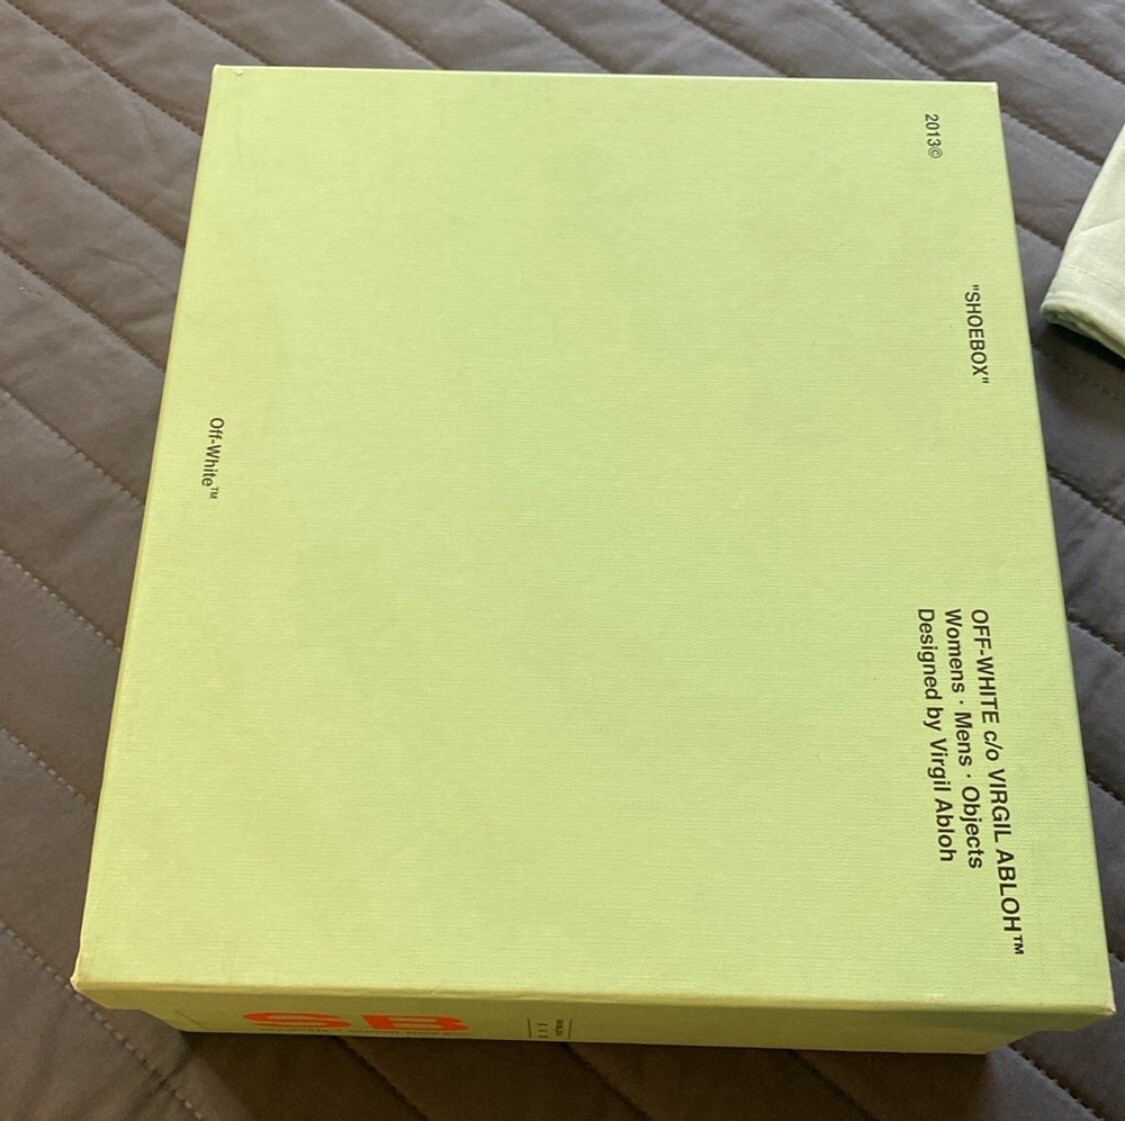 2013©
"SHOEBOX"
OFF-WHITE c/o VIRGIL ABLOH™
Womens · Mens · Objects
Designed by Virgil Abloh
Off-White™
SB